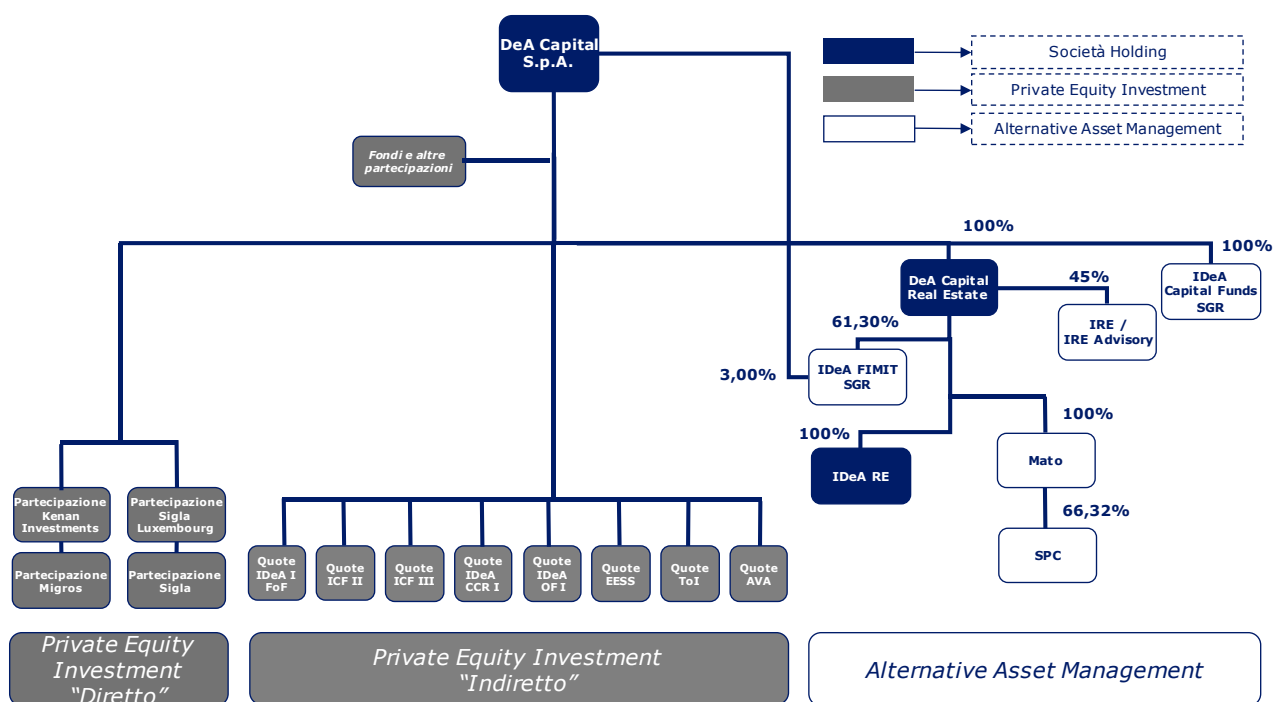 DeA Capital
S.p.A.
Società Holding
Private Equity Investment
Alternative Asset Management
Fondi e altre
partecipazioni
100%
100%
DeA Capital
Real Estate
45%
IDeA
Capital Funds
SGR
61,30%
IRE /
IRE Advisory
3,00%
IDeA FIMIT
SGR
100%
100%
IDeA RE
Mato
66,32%
SPC
Partecipazione
Kenan
Investments
Partecipazione
Sigla
Luxembourg
Partecipazione
Migros
Partecipazione
Sigla
Quote
IDeA I
FoF
Quote
ICF II
Quote
ICF III
Quote
IDeA
CCR I
Quote
IDeA
OF I
Quote
EESS
Quote
ToI
Quote
AVA
Private Equity
Investment
“Diretto”
Private Equity Investment
“Indiretto”
Alternative Asset Management